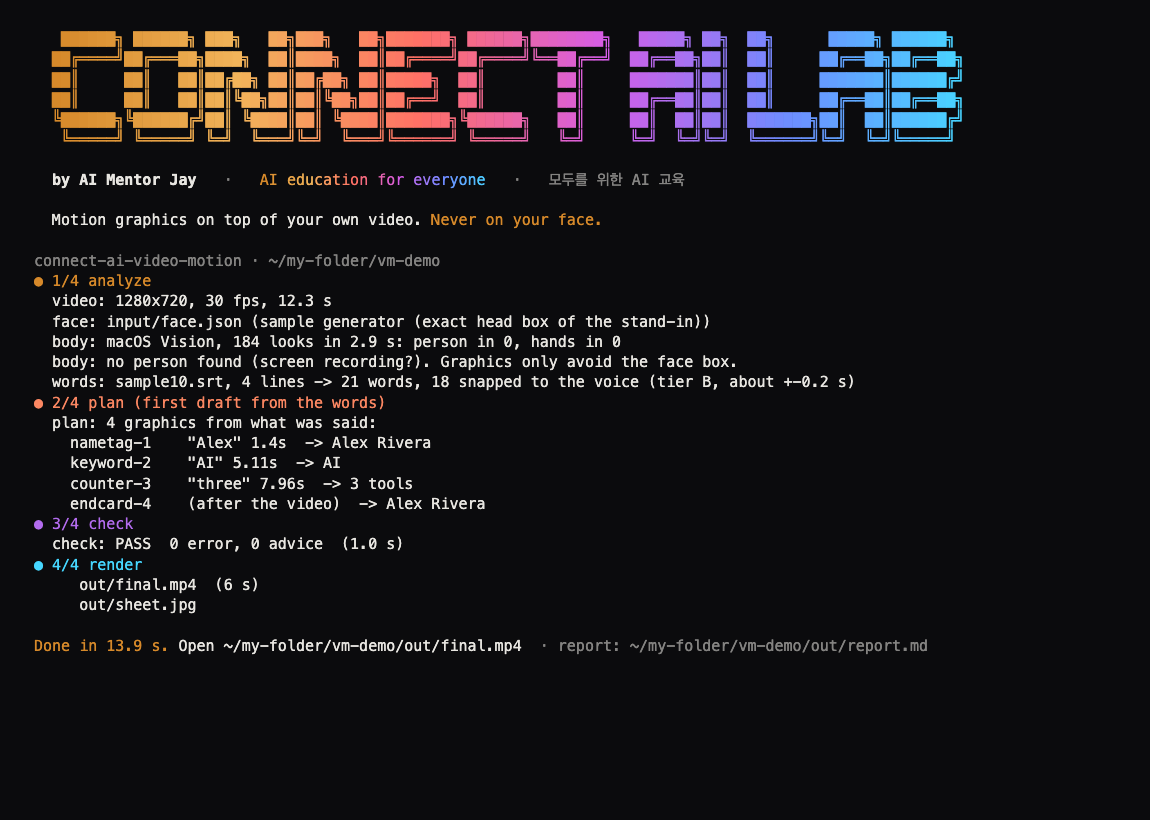 CONNECT AI LAB
by AI Mentor Jay · AI education for everyone · 모두를 위한 AI 교육
Motion graphics on top of your own video. Never on your face.
connect-ai-video-motion · ~/my-folder/vm-demo
● 1/4 analyze
video: 1280x720, 30 fps, 12.3 s
face: input/face.json (sample generator (exact head box of the stand-in))
body: macOS Vision, 184 looks in 2.9 s: person in 0, hands in 0
body: no person found (screen recording?). Graphics only avoid the face box.
words: sample10.srt, 4 lines -> 21 words, 18 snapped to the voice (tier B, about +-0.2 s)
● 2/4 plan (first draft from the words)
plan: 4 graphics from what was said:
nametag-1 "Alex" 1.4s -> Alex Rivera
keyword-2 "AI" 5.11s -> AI
counter-3 "three" 7.96s -> 3 tools
endcard-4 (after the video) -> Alex Rivera
● 3/4 check
check: PASS 0 error, 0 advice (1.0 s)
● 4/4 render
out/final.mp4 (6 s)
out/sheet.jpg
Done in 13.9 s. Open ~/my-folder/vm-demo/out/final.mp4 · report: ~/my-folder/vm-demo/out/report.md